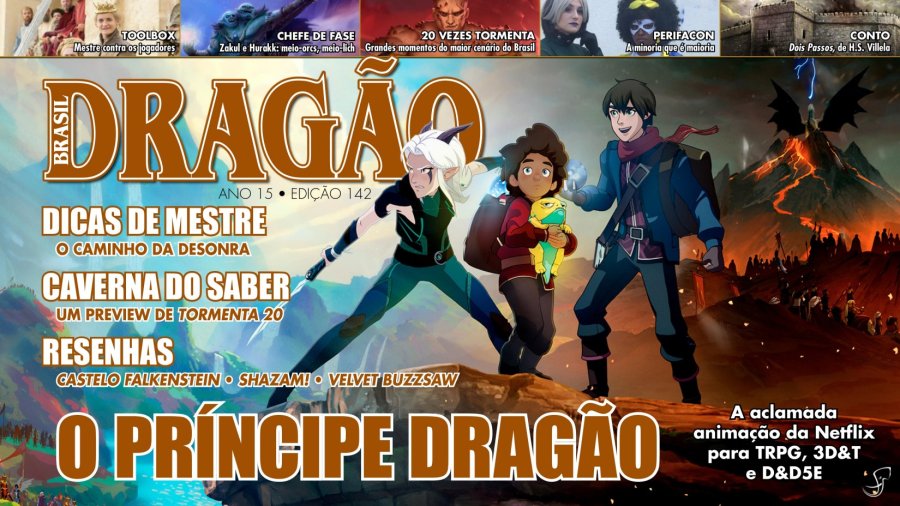 TOOLBOX
Mestre contra os jogadores
CHEFE DE FASE
Zakul e Hurakk: meio-orcs, meio-lich
20 VEZES TORMENTA
Grandes momentos do maior cenário do Brasil
PERIFACON
A minoria que é maioria
CONTO
Dois Passos, de H.S. Villela
BRASIL
DRAGÃO
ANO 15 • EDIÇÃO 142
DICAS DE MESTRE
O CAMINHO DA DESONRA
CAVERNA DO SABER
UM PREVIEW DE TORMENTA 20
RESENHAS
CASTELO FALKENSTEIN • SHAZAM! • VELVET BUZZSAW
O PRÍNCIPE DRAGÃO
A aclamada
animação da Netflix
para TRPG, 3D&T
e D&D5E